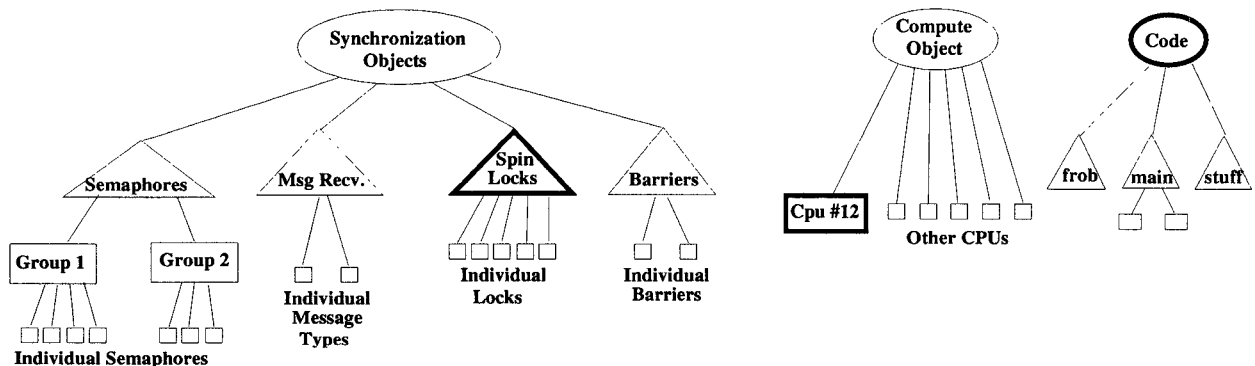 Synchronization
Objects
Semaphores
Msg Recv.
Spin
Locks
Barriers
Group 1
Group 2
Individual Semaphores
Individual
Message
Types
Individual
Locks
Individual
Barriers
Compute
Object
Cpu #12
Other CPUs
Code
frob
main
stuff